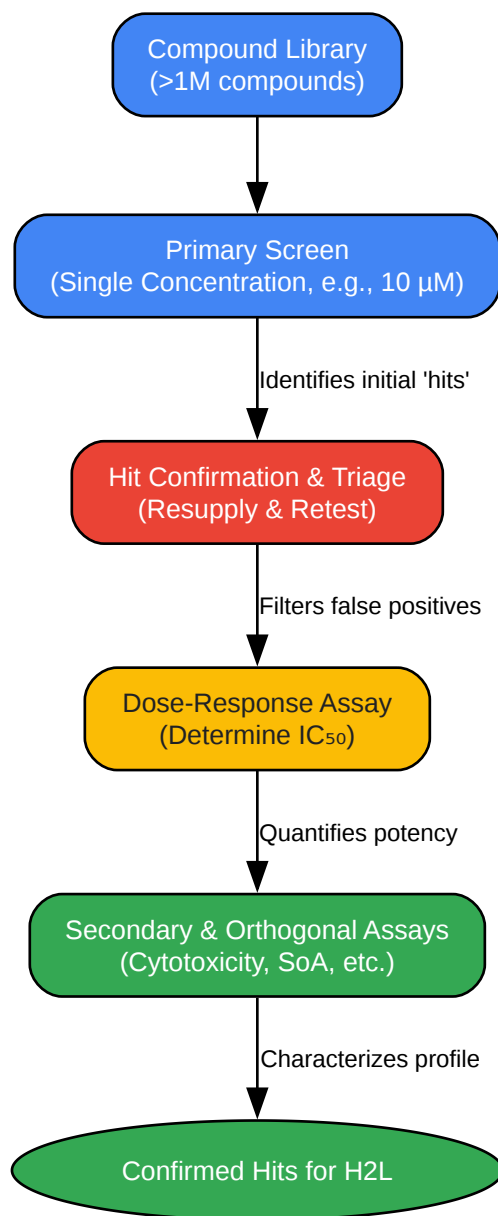 Compound Library
(>1M compounds)
Primary Screen
(Single Concentration, e.g., 10 µM)
Identifies initial 'hits'
Hit Confirmation & Triage
(Resupply & Retest)
Filters false positives
Dose-Response Assay
(Determine IC₅₀)
Quantifies potency
Secondary & Orthogonal Assays
(Cytotoxicity, SoA, etc.)
Characterizes profile
Confirmed Hits for H2L